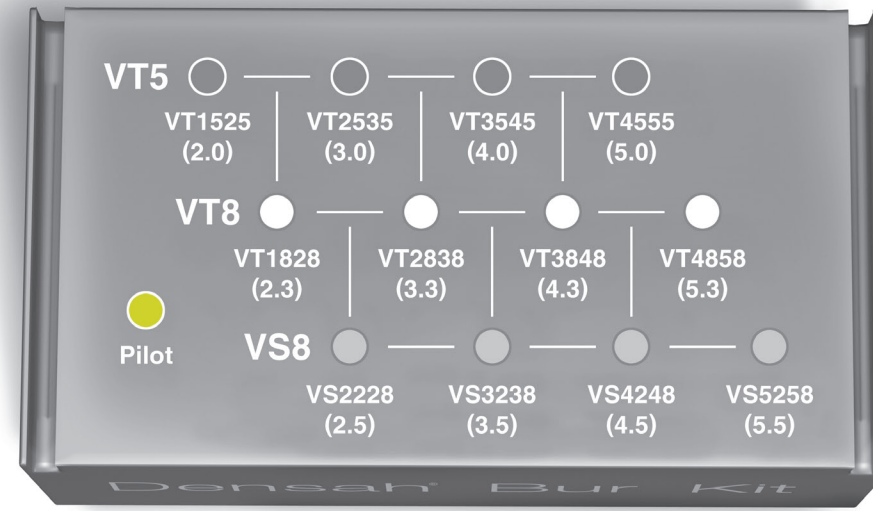 VT5
VT1525 VT2535 VT3545 VT4555
(2.0) (3.0) (4.0) (5.0)
VT8
VT1828 VT2838 VT3848 VT4858
(2.3) (3.3) (4.3) (5.3)
Pilot
VS8
VS2228 VS3238 VS4248 VS5258
(2.5) (3.5) (4.5) (5.5)
Densah® Bur Kit